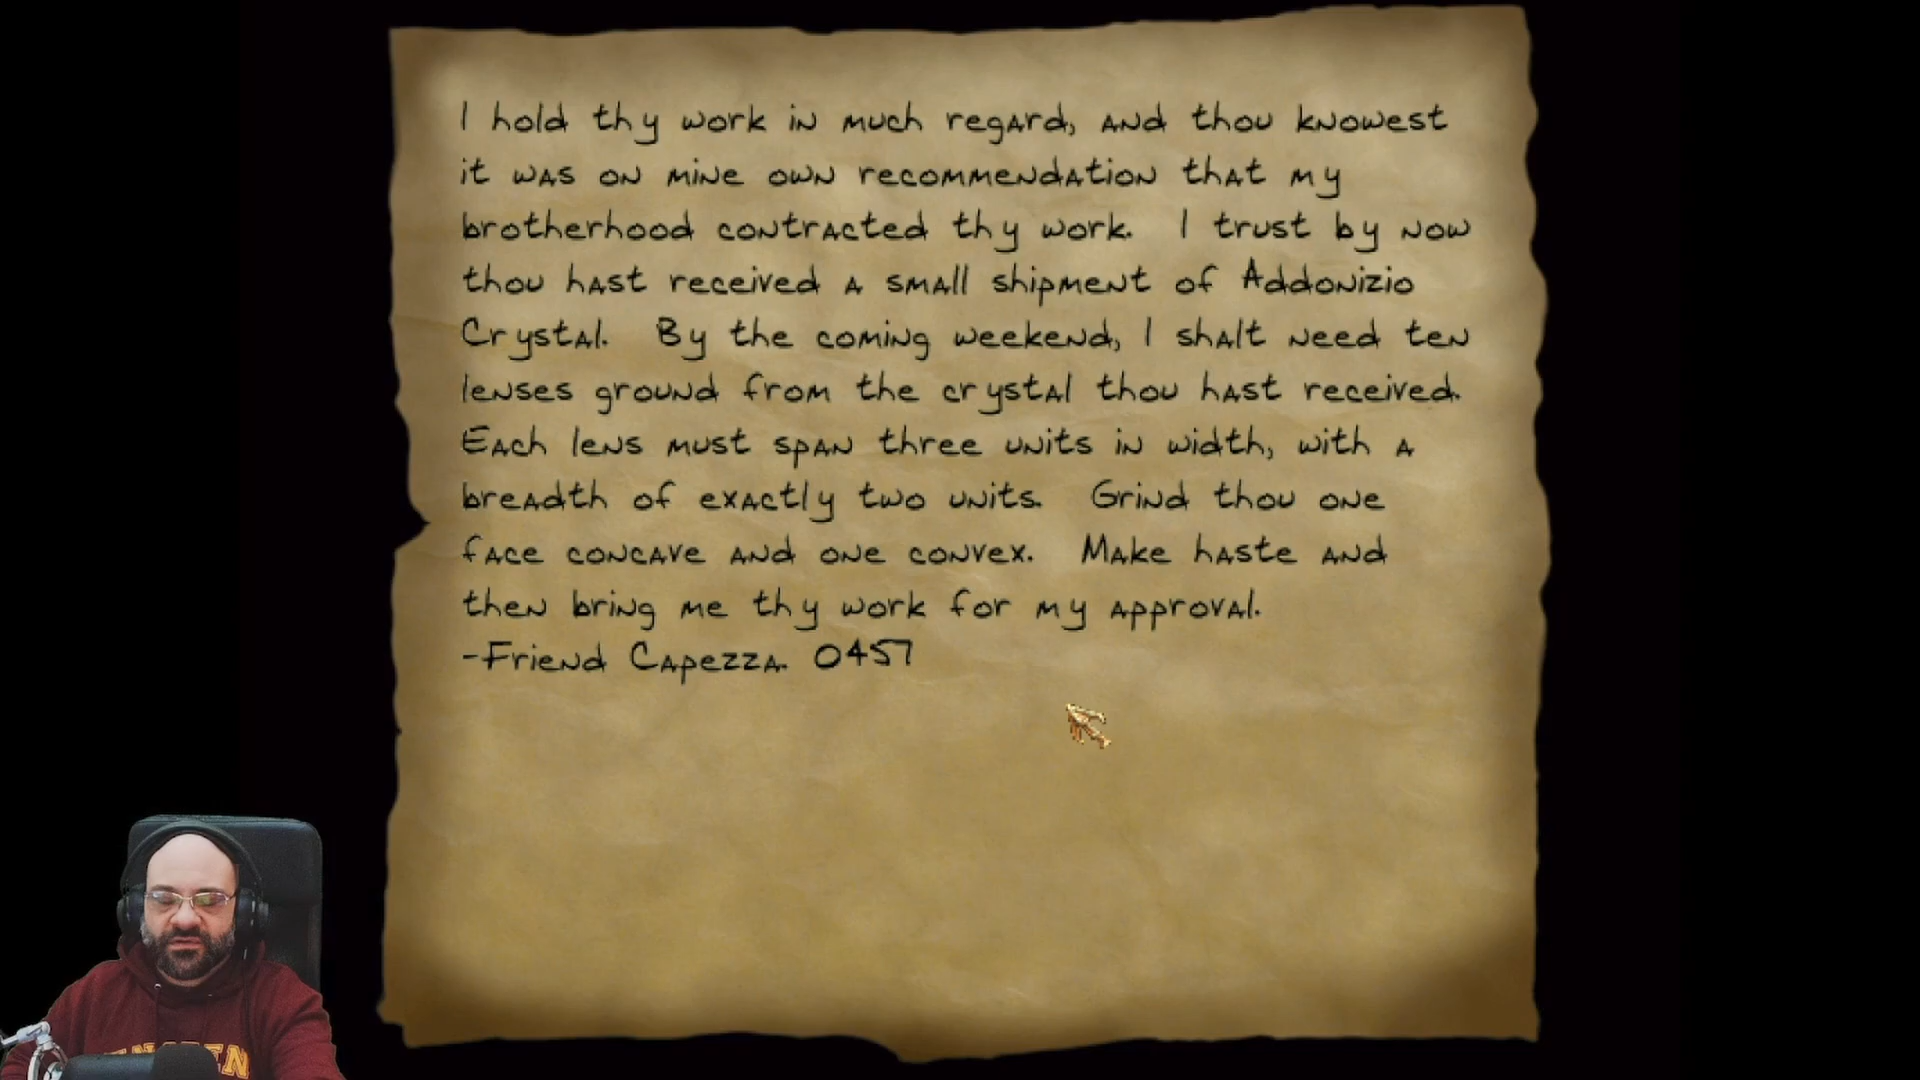 I hold thy work in much regard, and thou knowest
it was on mine own recommendation that my
brotherhood contracted thy work. I trust by now
thou hast received a small shipment of Addonizio
Crystal. By the coming weekend, I shalt need ten
lenses ground from the crystal thou hast received.
Each lens must span three units in width, with a
breadth of exactly two units. Grind thou one
face concave and one convex. Make haste and
then bring me thy work for my approval.
-Friend Capezza. 0457